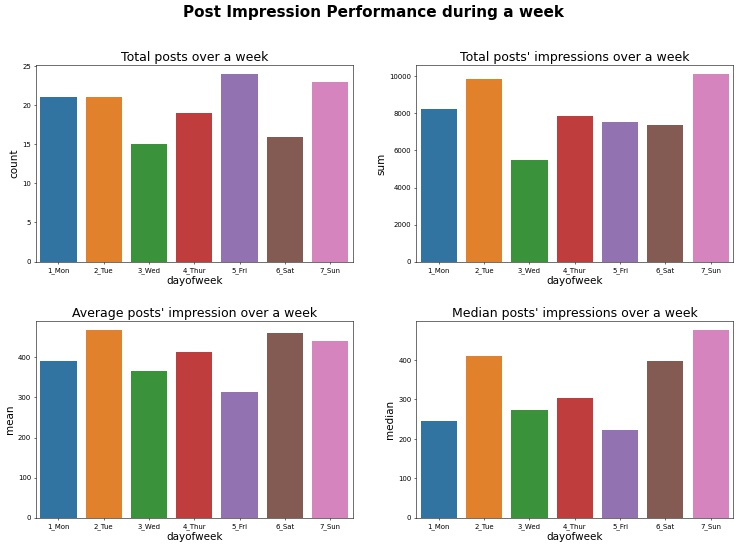 Post Impression Performance during a week
Total posts over a week
25
20
15
10
5
0
count
1_Mon 2_Tue 3_Wed 4_Thur 5_Fri 6_Sat 7_Sun
dayofweek
Total posts' impressions over a week
10000
8000
6000
4000
2000
0
sum
1_Mon 2_Tue 3_Wed 4_Thur 5_Fri 6_Sat 7_Sun
dayofweek
Average posts' impression over a week
400
300
200
100
0
mean
1_Mon 2_Tue 3_Wed 4_Thur 5_Fri 6_Sat 7_Sun
dayofweek
Median posts' impressions over a week
400
300
200
100
0
median
1_Mon 2_Tue 3_Wed 4_Thur 5_Fri 6_Sat 7_Sun
dayofweek